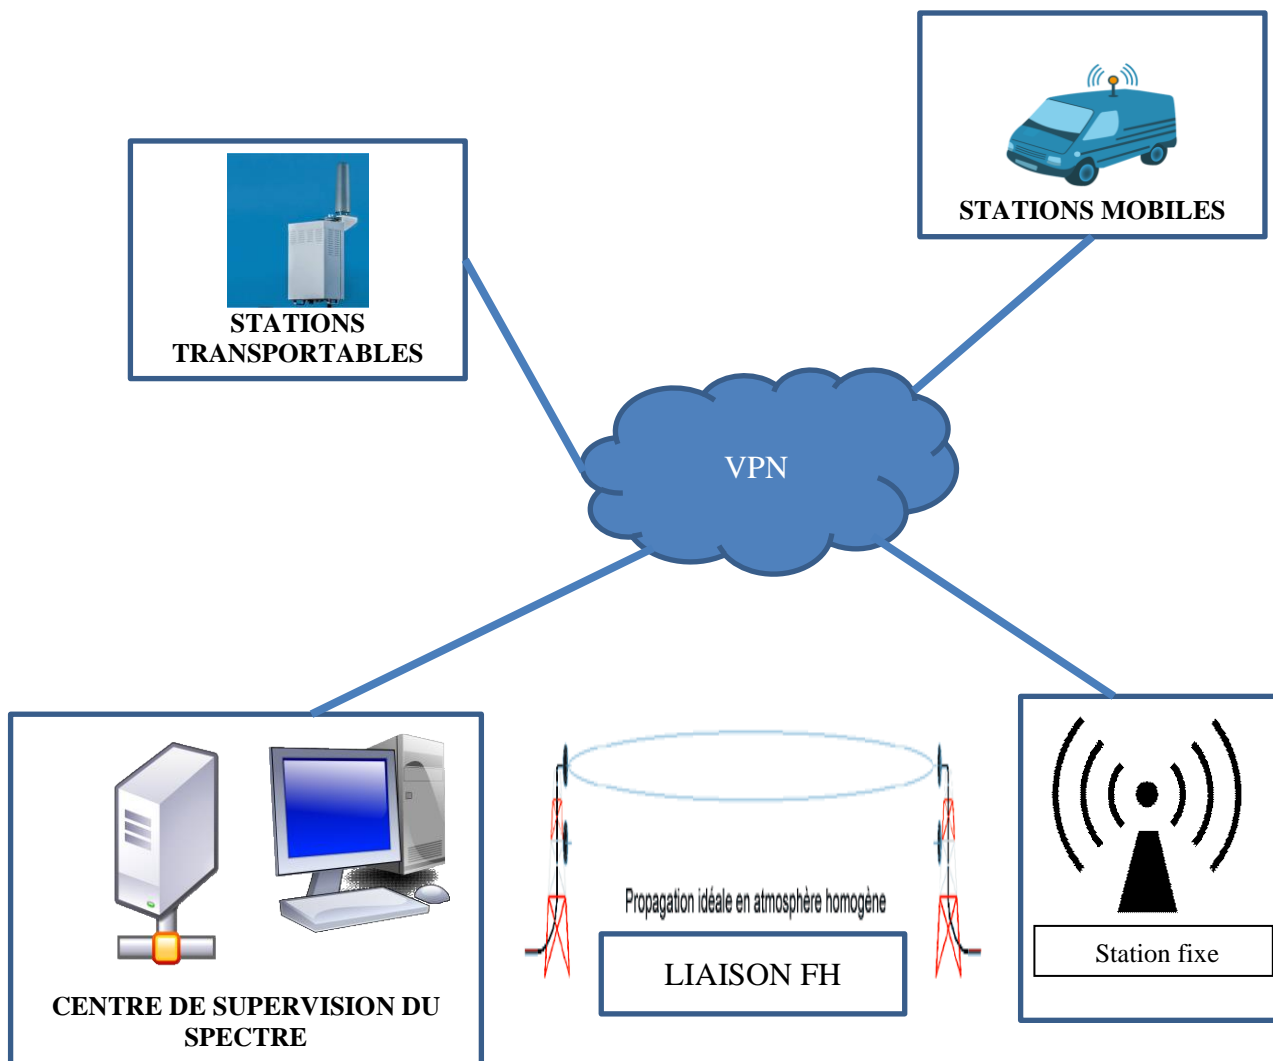 STATIONS MOBILES
STATIONS
TRANSPORTABLES
VPN
Propagation idéale en atmosphère homogène
LIAISON FH
Station fixe
CENTRE DE SUPERVISION DU
SPECTRE